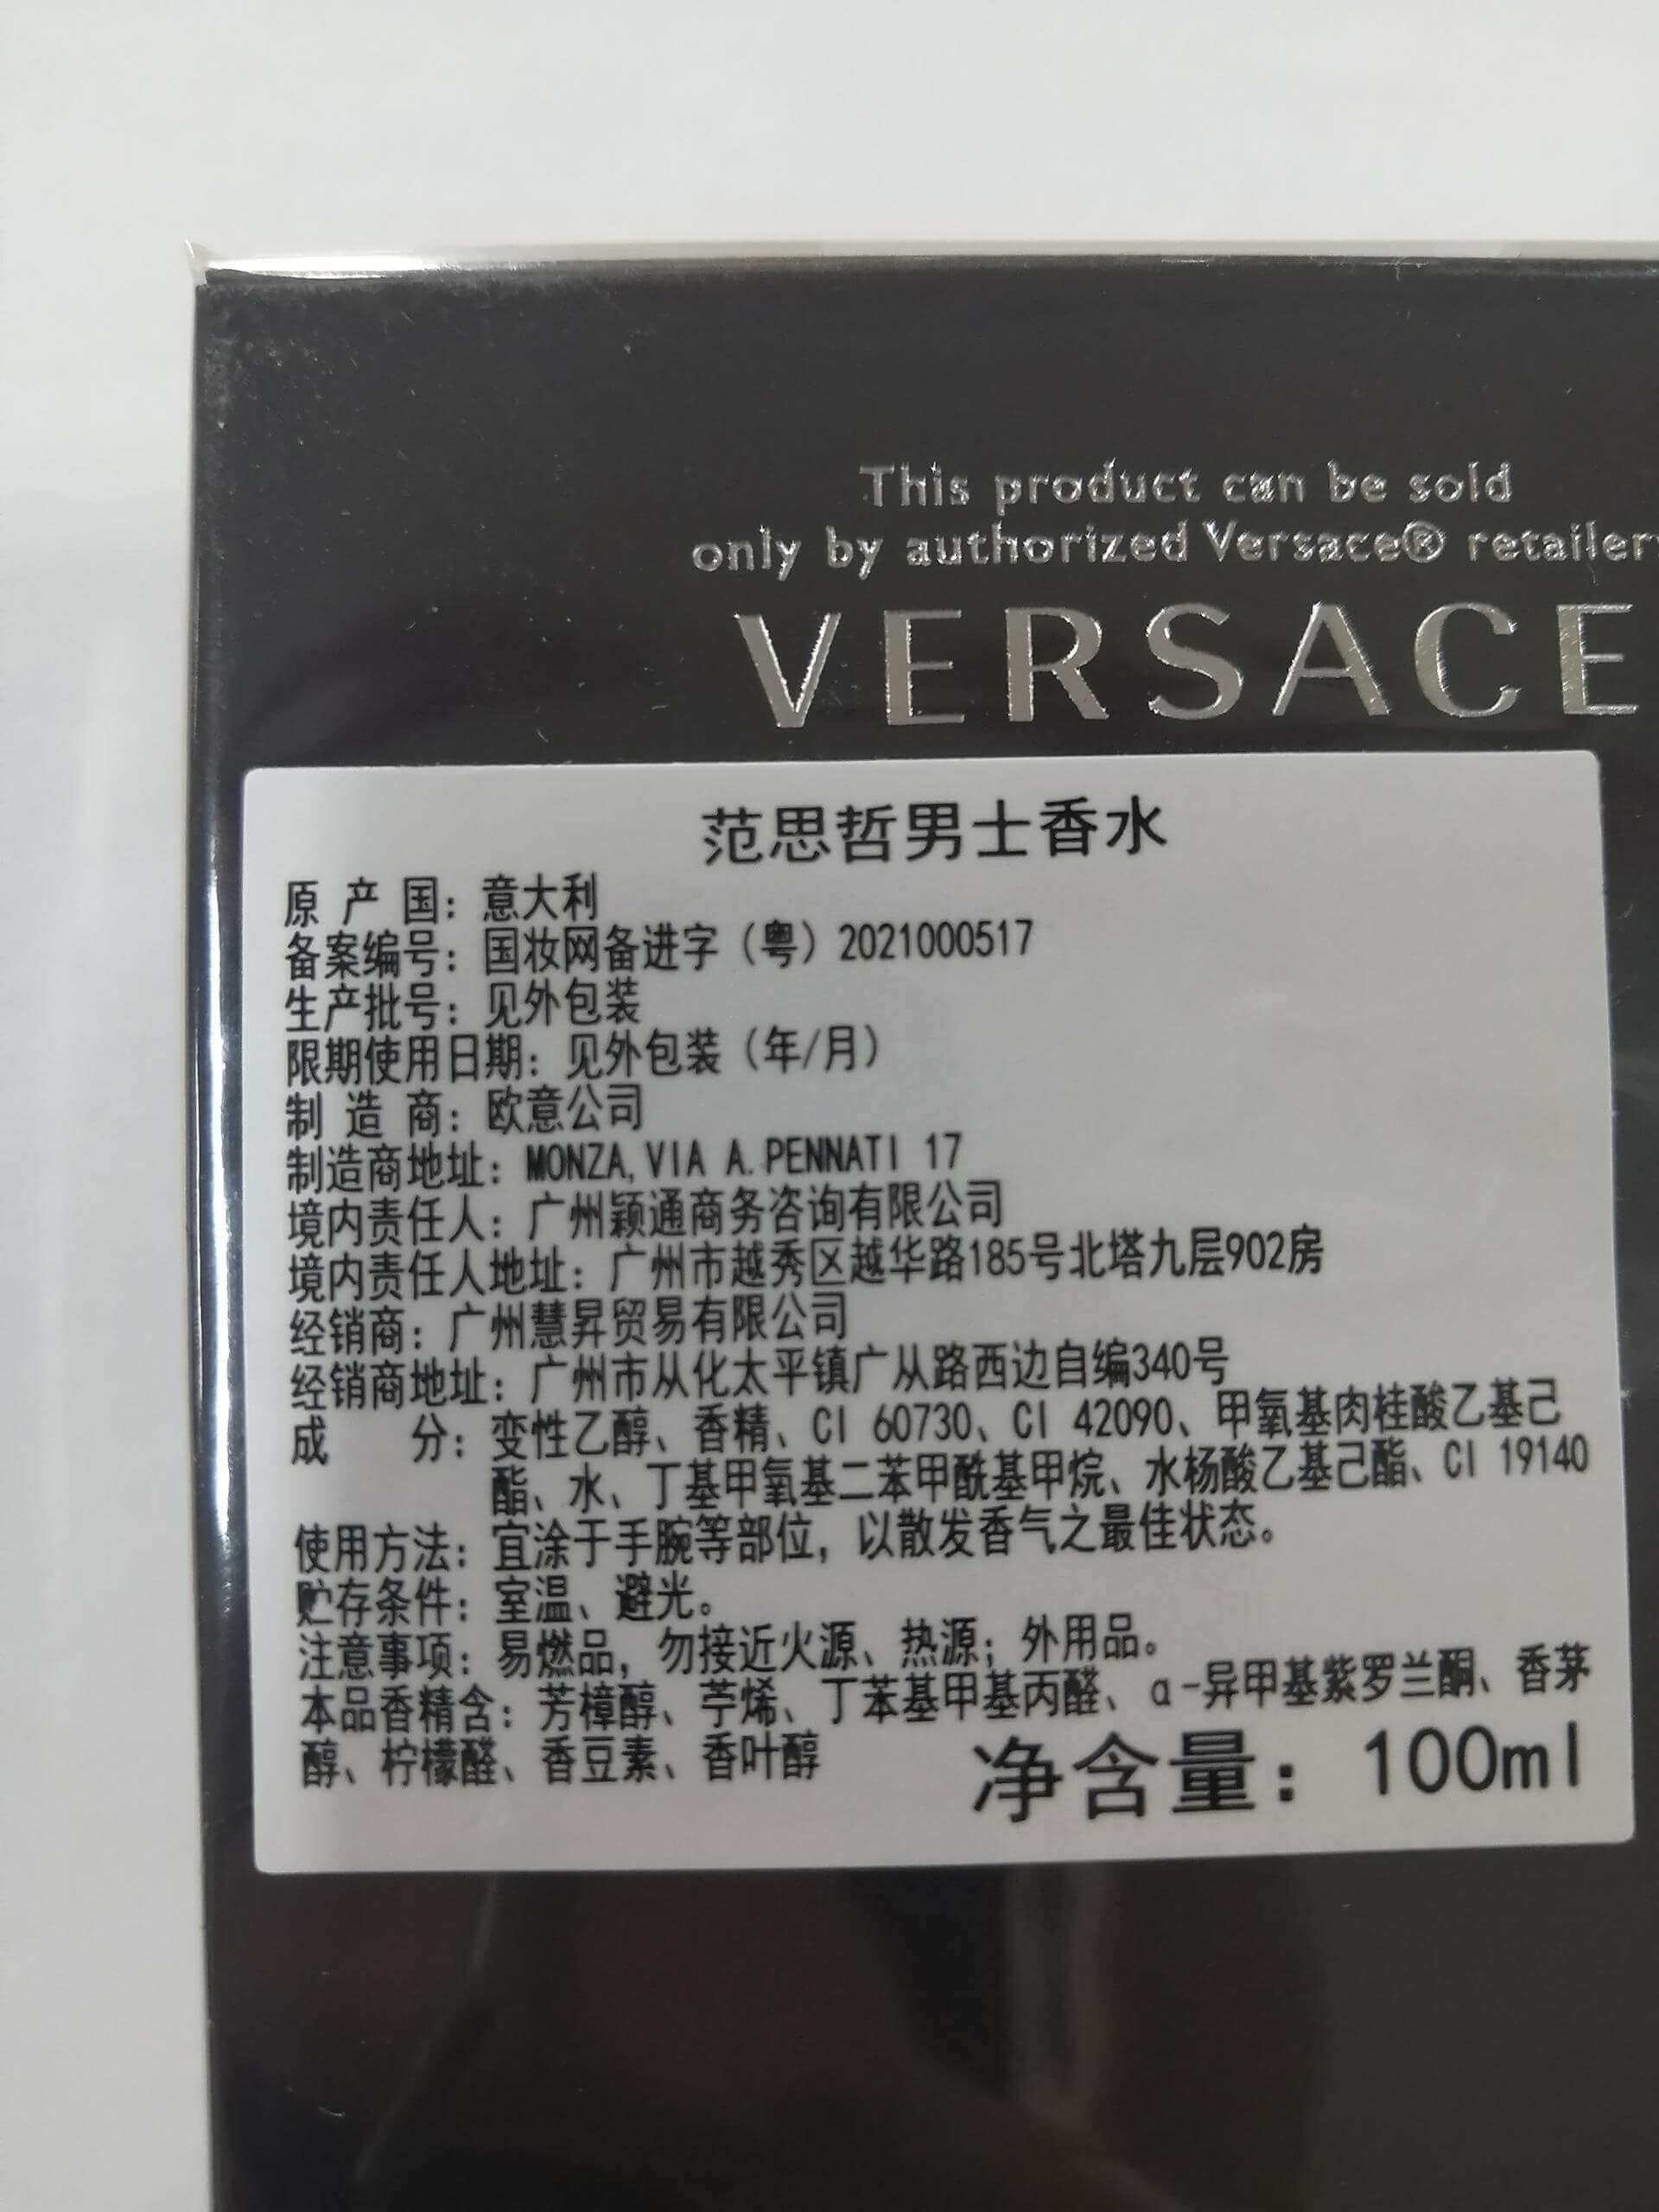 This product can be sold
only by authorized Versace® retailer
VERSACE
范思哲男士香水
原 产 国：意大利
备案编号：国妆网备进字（粤）2021000517
生产批号：见外包装
限期使用日期：见外包装（年/月）
制 造 商：欧意公司
制造商地址：MONZA,VIA A.PENNATI 17
境内责任人：广州颖通商务咨询有限公司
境内责任人地址：广州市越秀区越华路185号北塔九层902房
经销商：广州慧昇贸易有限公司
经销商地址：广州市从化太平镇广从路西边自编340号
成 分：变性乙醇、香精、CI 60730、CI 42090、甲氧基肉桂酸乙基己
酯、水、丁基甲氧基二苯甲酰基甲烷、水杨酸乙基己酯、CI 19140
使用方法：宜涂于手腕等部位，以散发香气之最佳状态。
贮存条件：室温、避光。
注意事项：易燃品，勿接近火源、热源；外用品。
本品香精含：芳樟醇、苧烯、丁苯基甲基丙醛、α-异甲基紫罗兰酮、香茅
醇、柠檬醛、香豆素、香叶醇
净含量：100ml